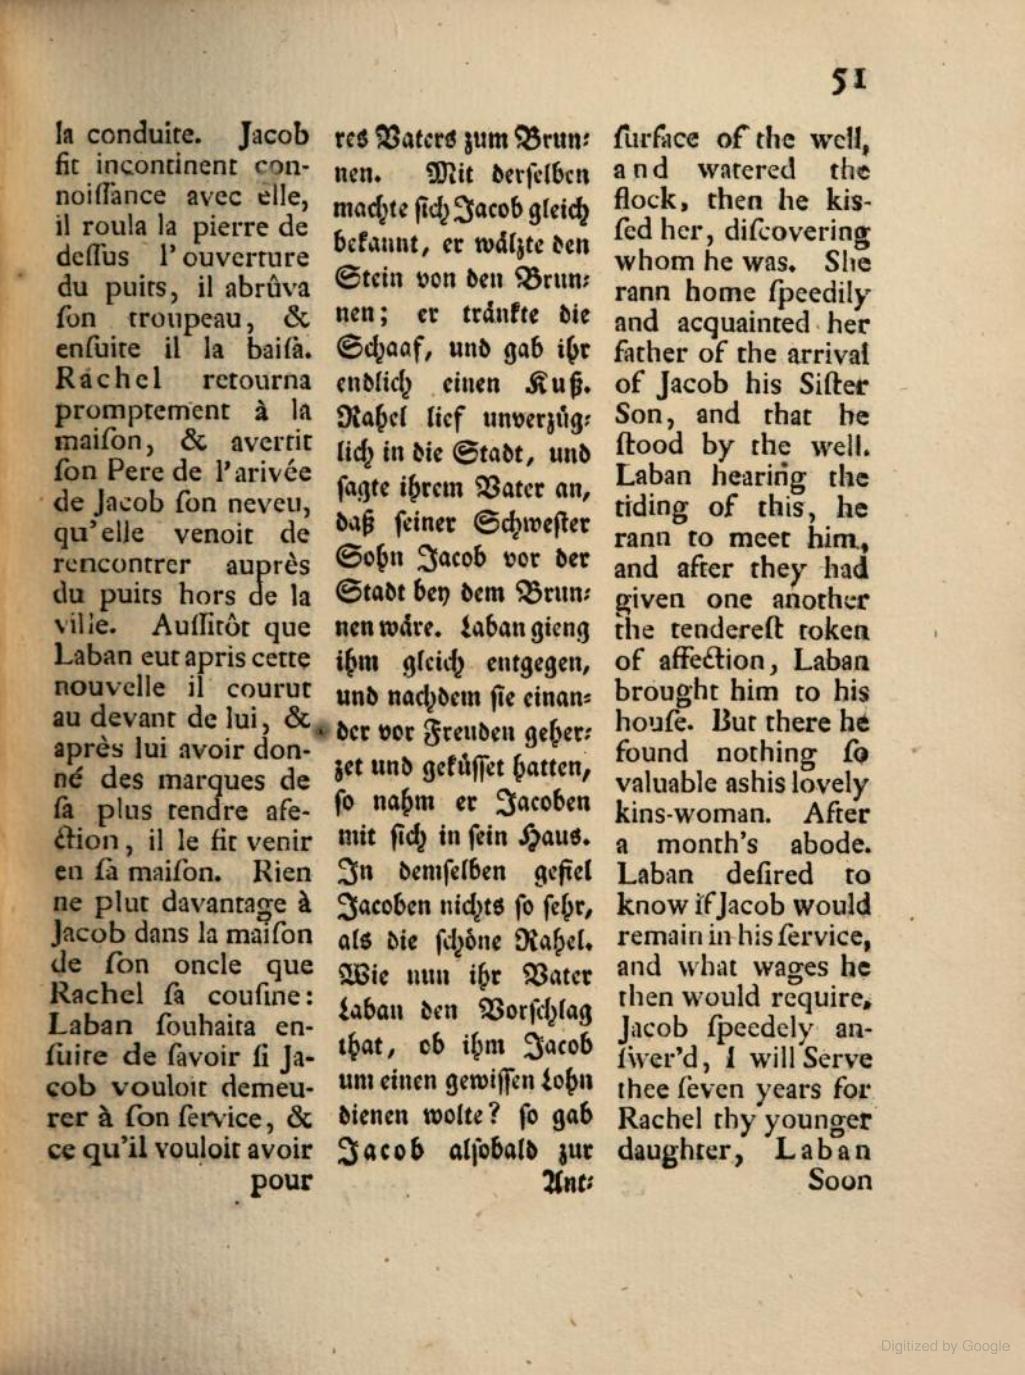 51
la conduite. Jacob
fit incontinent con-
noiſſance avec elle,
il roula la pierre de
deſſus l'ouverture
du puits, il abrûva
ſon troupeau, &
enſuite il la baiſa.
Rachel retourna
promptement à la
maiſon, & avertit
ſon Pere de l'arivée
de Jacob ſon neveu,
qu'elle venoit de
rencontrer auprès
du puits hors de la
ville. Auſſitôt que
Laban eut apris cette
nouvelle il courut
au devant de lui, &
après lui avoir don-
né des marques de
ſa plus tendre afe-
ction, il le fit venir
en ſa maiſon. Rien
ne plut davantage à
Jacob dans la maiſon
de ſon oncle que
Rachel ſa couſine:
Laban ſouhaita en-
ſuite de ſavoir ſi Ja-
cob vouloit demeu-
rer à ſon ſervice, &
ce qu'il vouloit avoir
pour
res Vaters zum Brun⸗
nen. Mit derſelben
machte ſich Jacob gleich
bekannt, er wälzte den
Stein von den Brun⸗
nen; er tränkte die
Schaaf, und gab ihr
endlich einen Kuß.
Rahel lief unverzüg⸗
lich in die Stadt, und
ſagte ihrem Vater an,
daß ſeiner Schweſter
Sohn Jacob vor der
Stadt bey dem Brun⸗
nen wäre. Laban gieng
ihm gleich entgegen,
und nachdem ſie einan⸗
der vor Freuden geher⸗
zet und geküſſet hatten,
ſo nahm er Jacoben
mit ſich in ſein Haus.
In demſelben gefiel
Jacoben nichts ſo ſehr,
als die ſchöne Rahel.
Wie nun ihr Vater
Laban den Vorſchlag
that, ob ihm Jacob
um einen gewiſſen Lohn
dienen wolte? ſo gab
Jacob alſobald zur
Ant⸗
ſurface of the well,
and watered the
flock, then he kis-
ſed her, diſcovering
whom he was. She
rann home ſpeedily
and acquainted her
father of the arrival
of Jacob his Siſter
Son, and that he
ſtood by the well.
Laban hearing the
tiding of this, he
rann to meet him,
and after they had
given one another
the tendereſt token
of affection, Laban
brought him to his
houſe. But there he
found nothing ſo
valuable ashis lovely
kins-woman. After
a month's abode.
Laban deſired to
know if Jacob would
remain in his ſervice,
and what wages he
then would require,
Jacob ſpeedely an-
ſwer'd, I will Serve
thee ſeven years for
Rachel thy younger
daughter, Laban
Soon
Digitized by Google